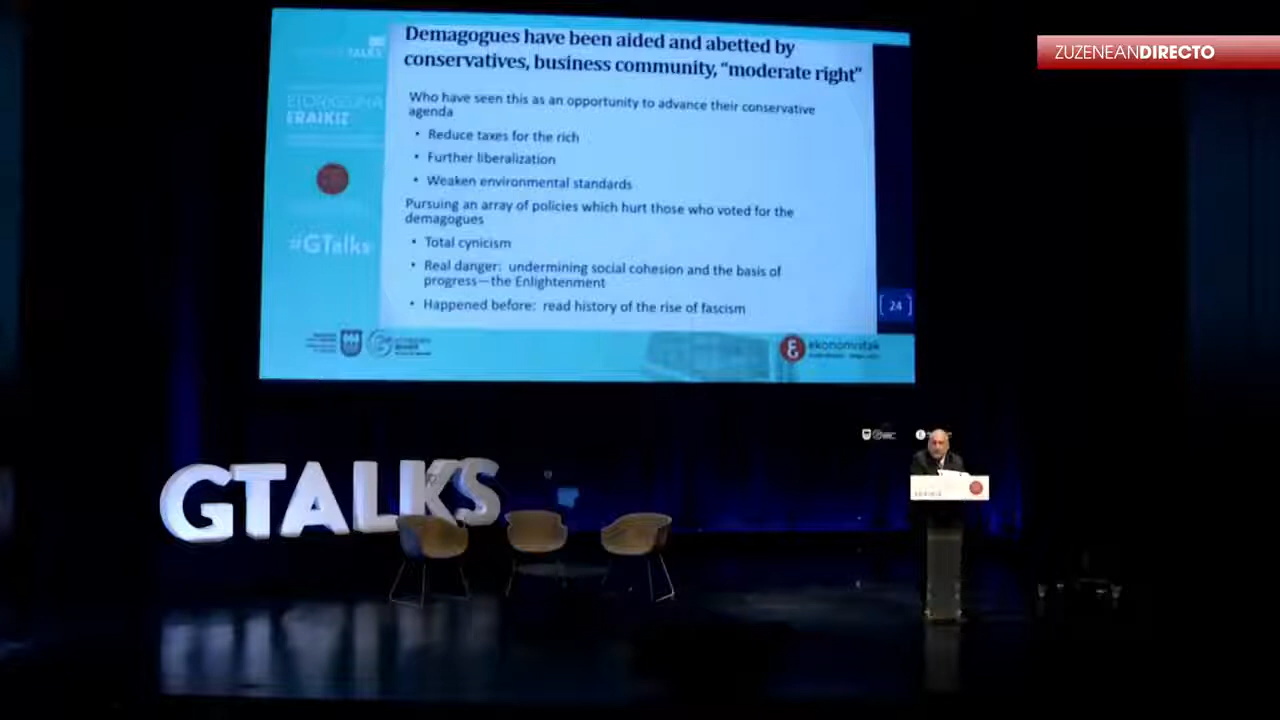 ZUZENEANDIRECTO
Demagogues have been aided and abetted by
conservatives, business community, “moderate right”
Who have seen this as an opportunity to advance their conservative
agenda
• Reduce taxes for the rich
• Further liberalization
• Weaken environmental standards
Pursuing an array of policies which hurt those who voted for the
demagogues
• Total cynicism
• Real danger: undermining social cohesion and the basis of
progress—the Enlightenment
• Happened before: read history of the rise of fascism
TALKS
ETORKIZUNA
ERAIKIZ
#GTalks
24
ekonomistak
GTALKS